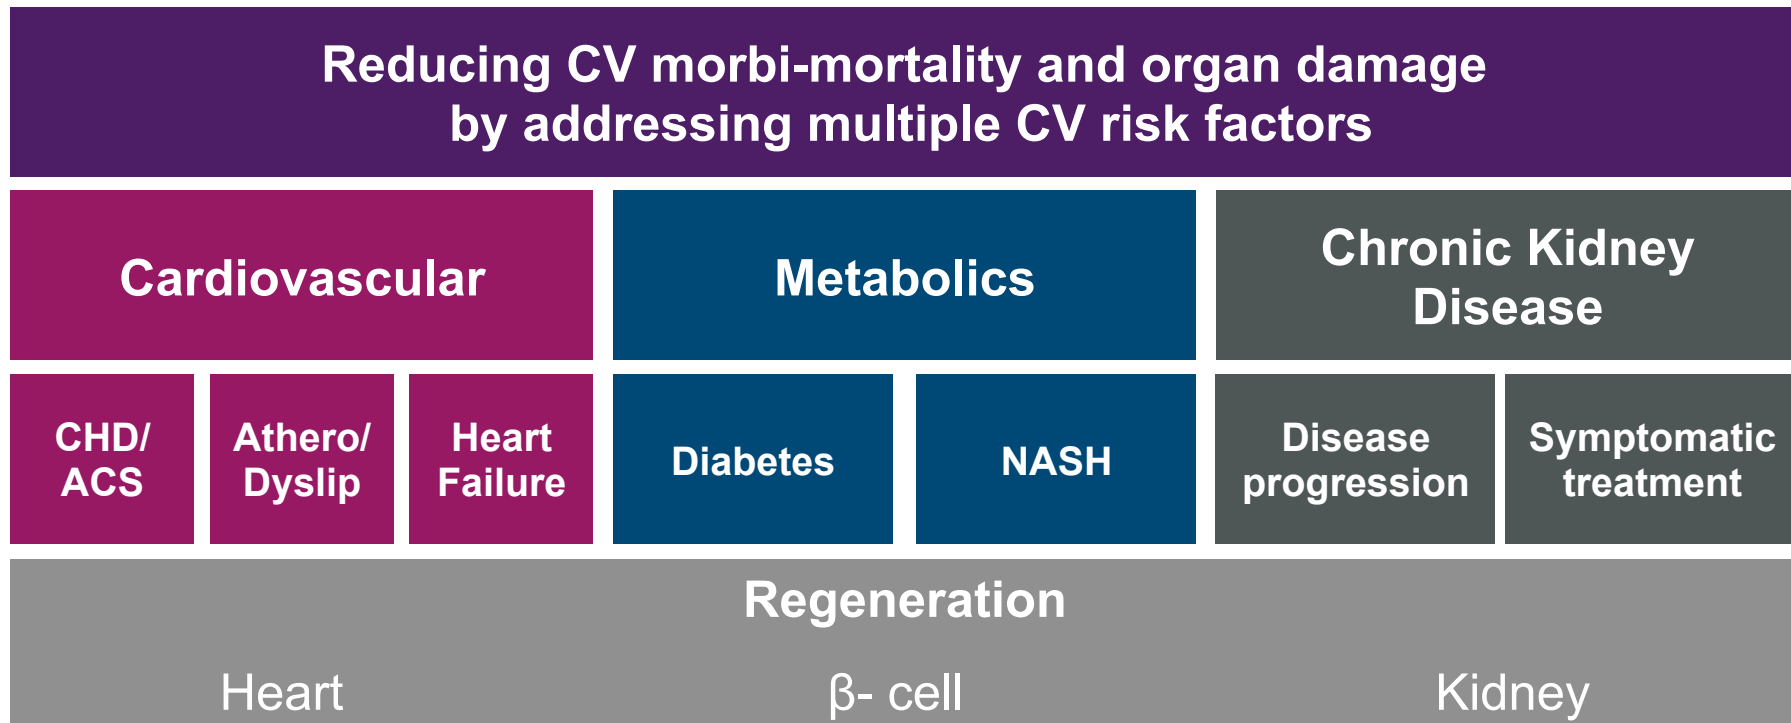 Reducing CV morbi-mortality and organ damage
by addressing multiple CV risk factors
Cardiovascular
Metabolics
Chronic Kidney
Disease
CHD/
ACS
Athero/
Dyslip
Heart
Failure
Diabetes
NASH
Disease
progression
Symptomatic
treatment
Regeneration
Heart
β- cell
Kidney